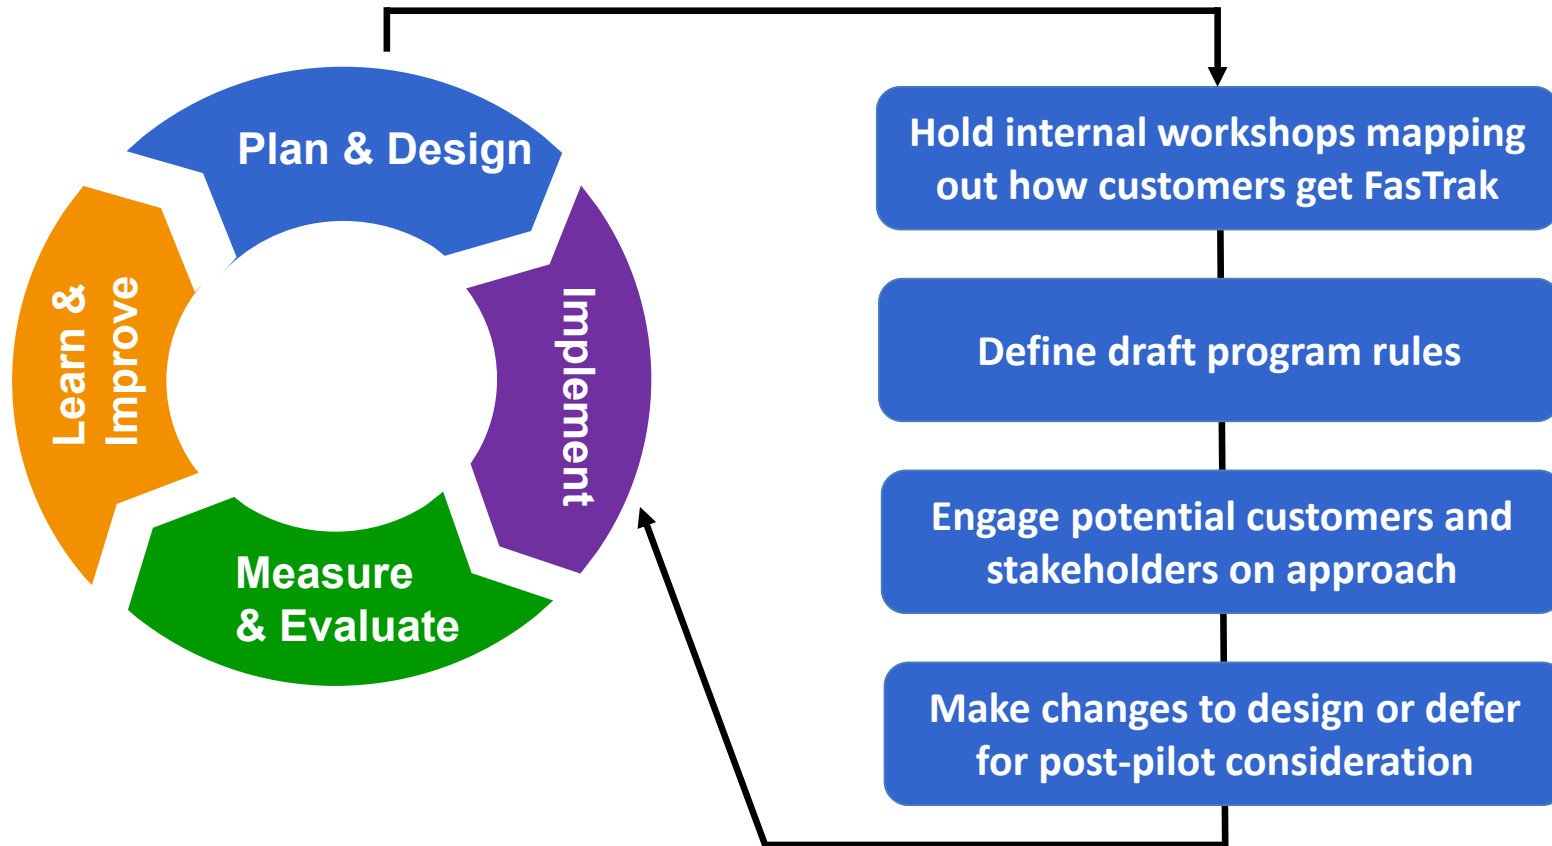 Plan & Design
Implement
Measure
& Evaluate
Learn &
Improve
Hold internal workshops mapping
out how customers get FasTrak
Define draft program rules
Engage potential customers and
stakeholders on approach
Make changes to design or defer
for post-pilot consideration